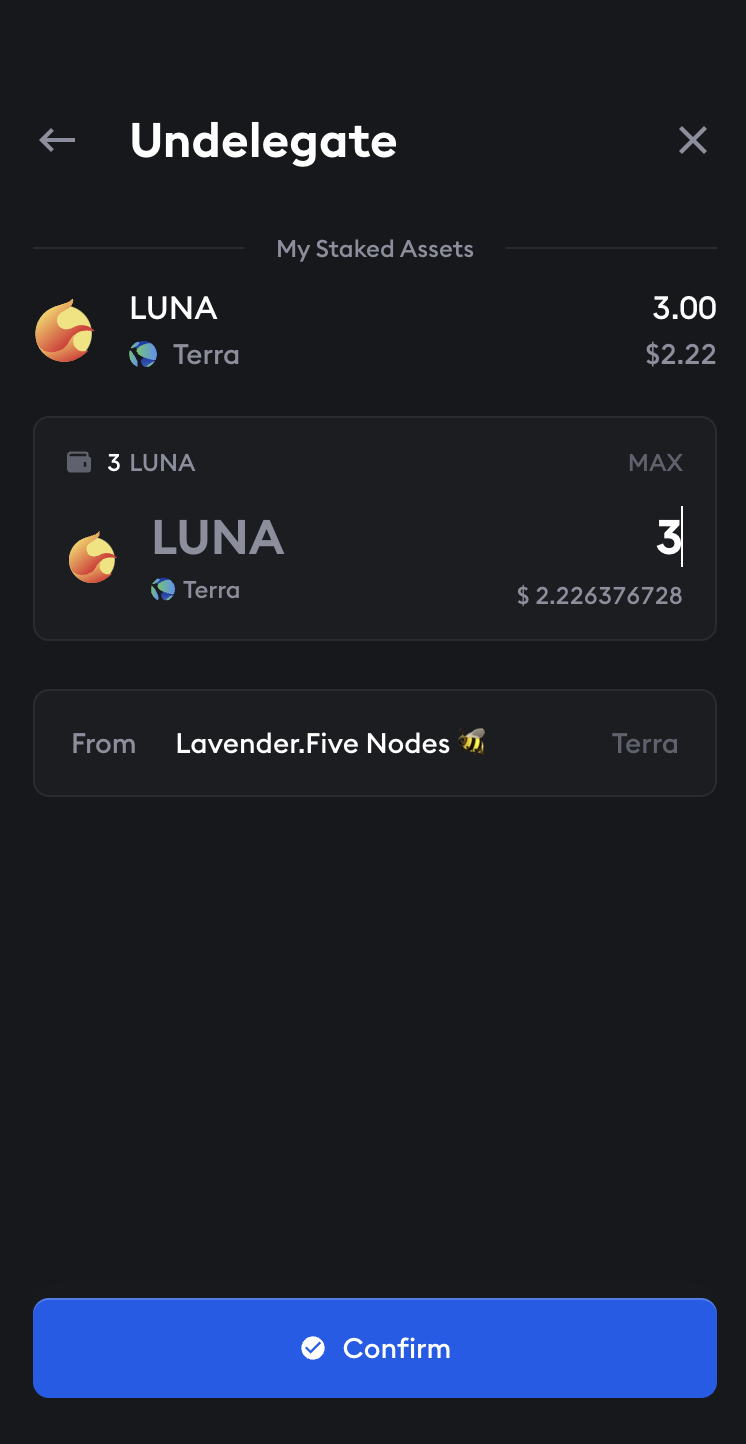 Undelegate
My Staked Assets
LUNA 3.00
Terra $2.22
3 LUNA MAX
LUNA 3
Terra $ 2.226376728
From Lavender.Five Nodes 🐝 Terra
Confirm